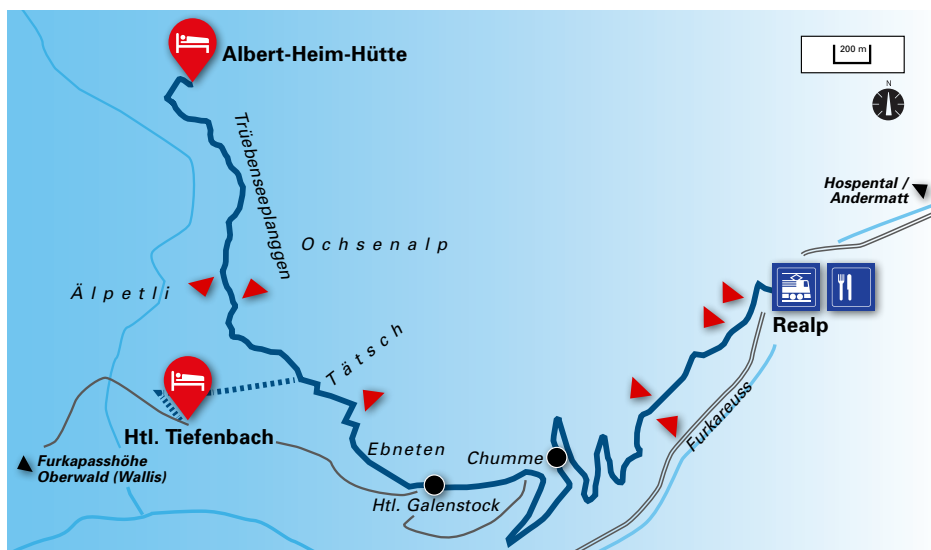 Albert-Heim-Hütte
200 m
N
Trüebenseeplanggen
Hospental /
Andermatt
Ochsenalp
Älpetli
Realp
Tätsch
Htl. Tiefenbach
Furkareuss
Ebneten
Chumme
Furkapasshöhe
Oberwald (Wallis)
Htl. Galenstock